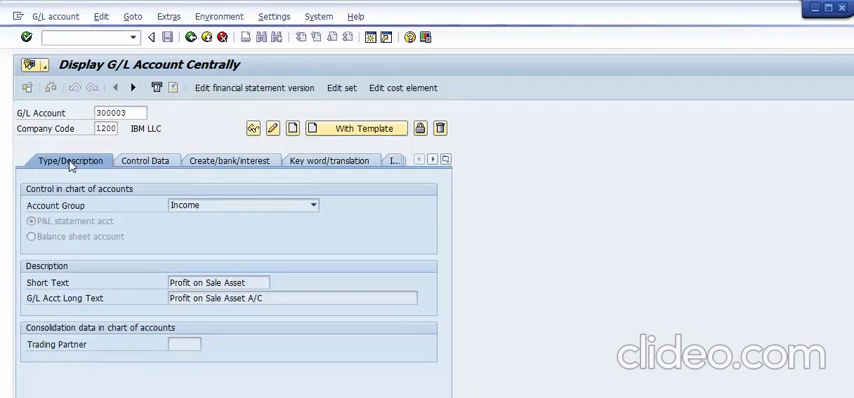 G/L account Edit Goto Extras Environment Settings System Help
Display G/L Account Centrally
Edit financial statement version Edit set Edit cost element
G/L Account 300003
Company Code 1200 IBM LLC With Template
Type/Description Control Data Create/bank/interest Key word/translation I...
Control in chart of accounts
Account Group Income
P&L statement acct
Balance sheet account
Description
Short Text Profit on Sale Asset
G/L Acct Long Text Profit on Sale Asset A/C
Consolidation data in chart of accounts
Trading Partner
clideo.com